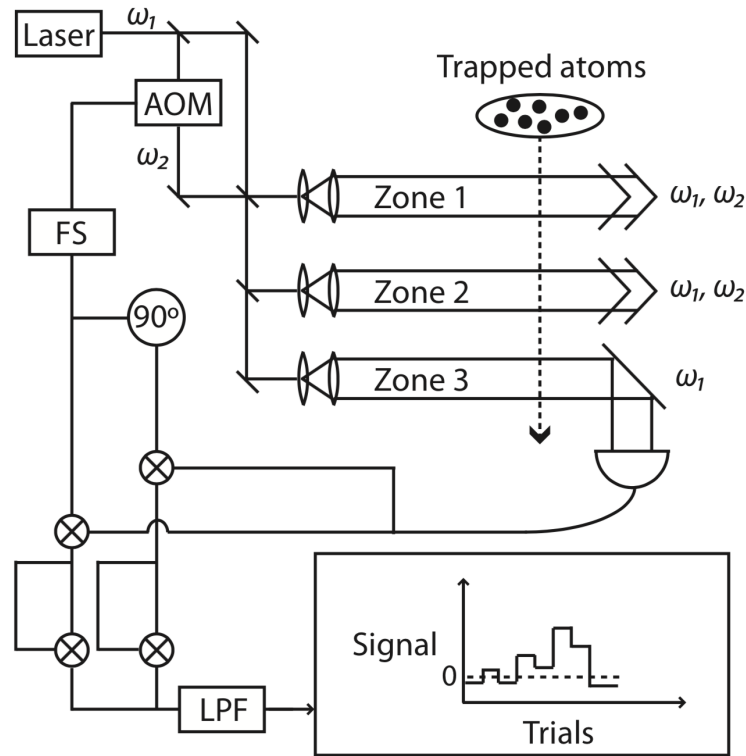 Laser
ω1
Trapped atoms
AOM
ω2
Zone 1
ω1, ω2
FS
Zone 2
ω1, ω2
90º
Zone 3
ω1
Signal
0
LPF
Trials